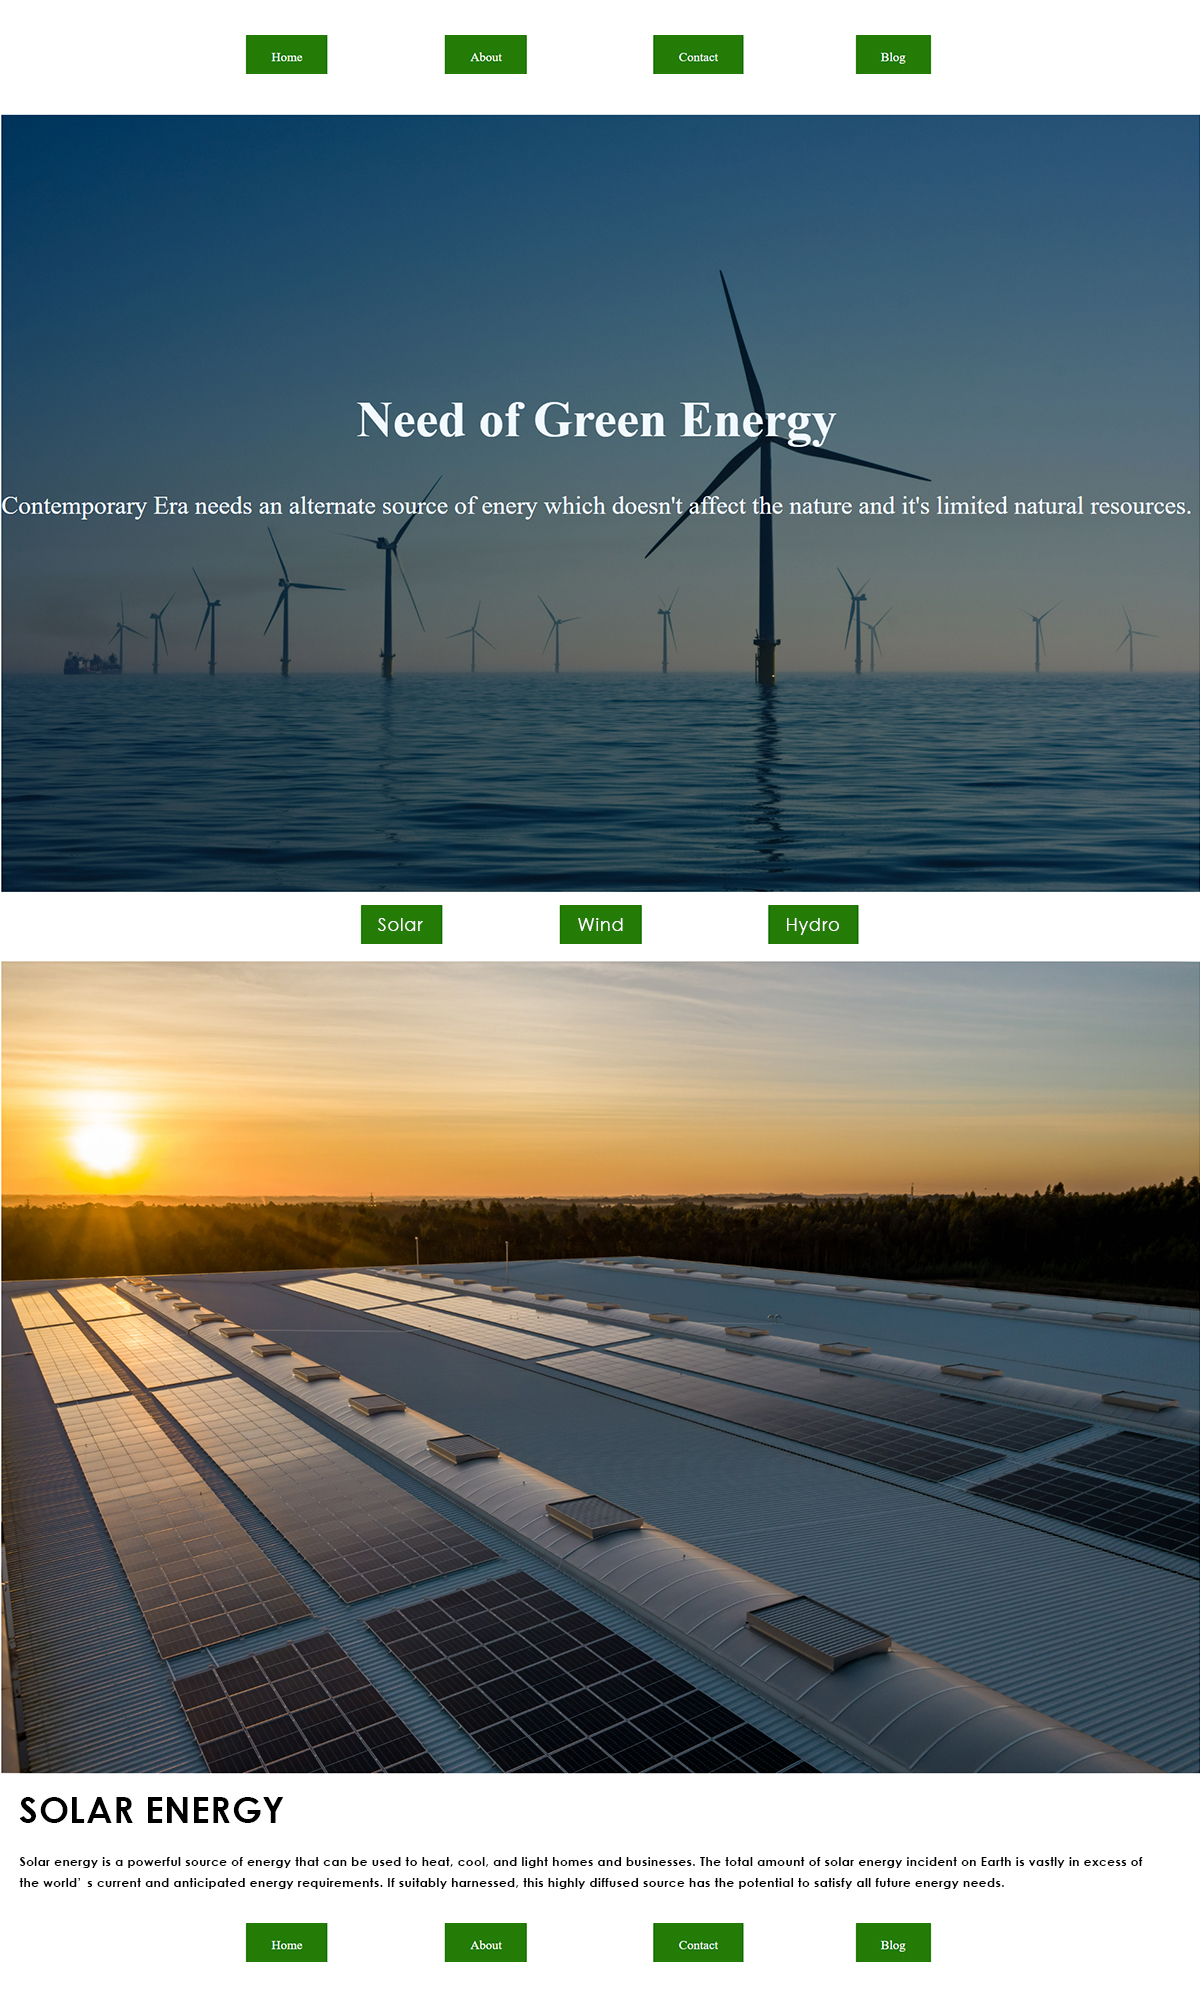 Home About Contact Blog
Need of Green Energy
Contemporary Era needs an alternate source of enery which doesn't affect the nature and it's limited natural resources.
Solar Wind Hydro
SOLAR ENERGY
Solar energy is a powerful source of energy that can be used to heat, cool, and light homes and businesses. The total amount of solar energy incident on Earth is vastly in excess of
the world’s current and anticipated energy requirements. If suitably harnessed, this highly diffused source has the potential to satisfy all future energy needs.
Home About Contact Blog